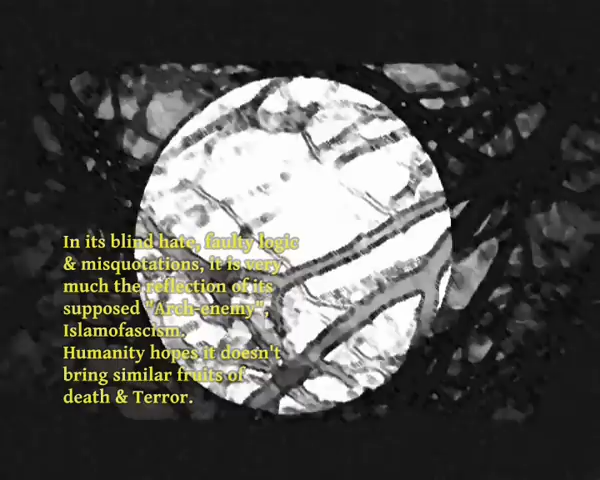 In its blind hate, faulty logic
& misquotations, it is very
much the reflection of its
supposed "Arch-enemy",
Islamofascism.
Humanity hopes it doesn't
bring similar fruits of
death & Terror.